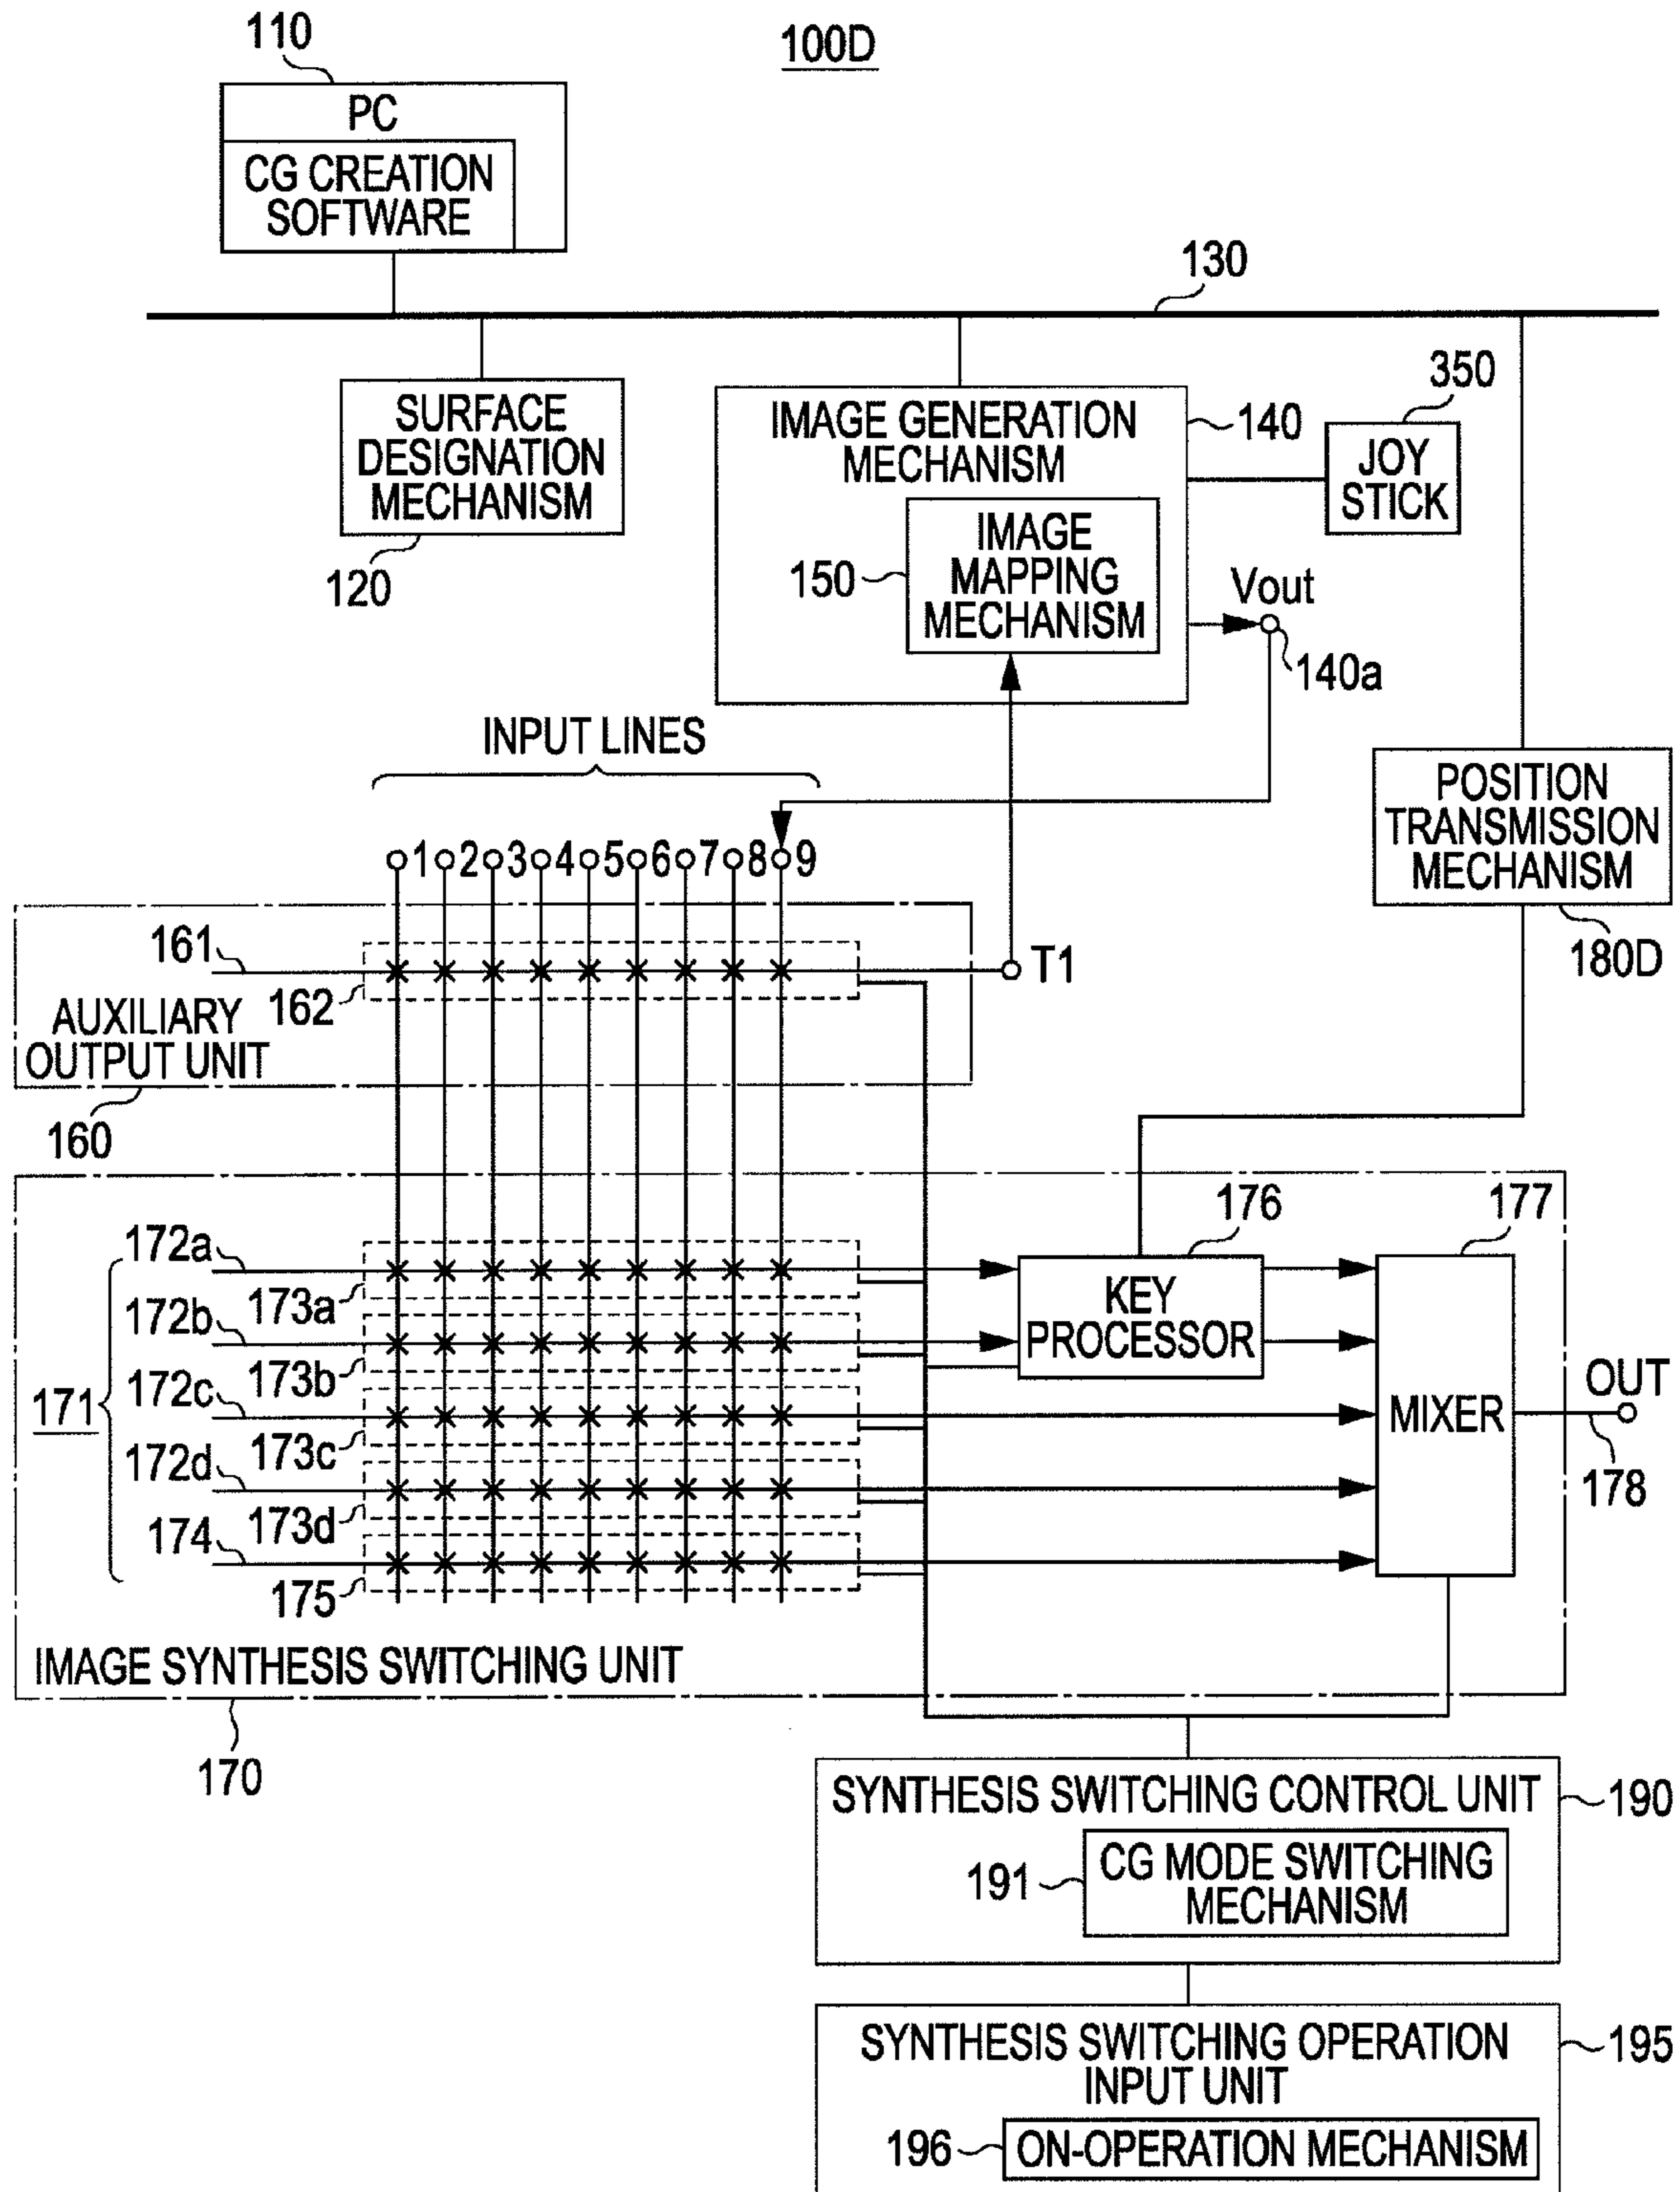 110
100D
PC
CG CREATION
SOFTWARE
130
350
SURFACE
DESIGNATION
MECHANISM
120
IMAGE GENERATION
MECHANISM
140
JOY
STICK
150
IMAGE
MAPPING
MECHANISM
Vout
140a
INPUT LINES
POSITION
TRANSMISSION
MECHANISM
180D
1 2 3 4 5 6 7 8 9
161
162
T1
AUXILIARY
OUTPUT UNIT
160
176
177
172a
173a
172b
173b
KEY
PROCESSOR
171
172c
173c
MIXER
OUT
178
172d
173d
174
175
IMAGE SYNTHESIS SWITCHING UNIT
170
SYNTHESIS SWITCHING CONTROL UNIT
190
191
CG MODE SWITCHING
MECHANISM
SYNTHESIS SWITCHING OPERATION
INPUT UNIT
195
196
ON-OPERATION MECHANISM